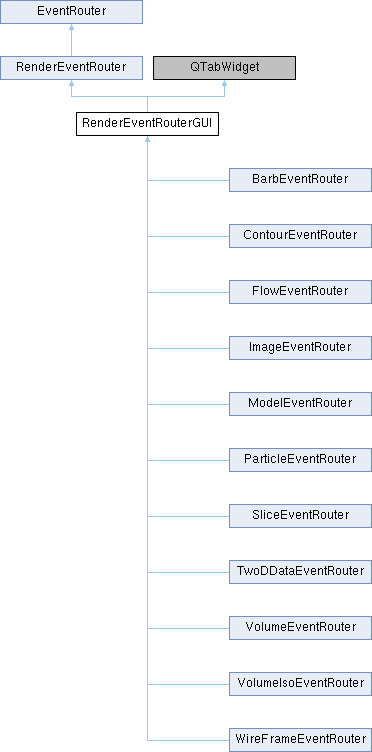 EventRouter
RenderEventRouter
QTabWidget
RenderEventRouterGUI
BarbEventRouter
ContourEventRouter
FlowEventRouter
ImageEventRouter
ModelEventRouter
ParticleEventRouter
SliceEventRouter
TwoDDataEventRouter
VolumeEventRouter
VolumeIsoEventRouter
WireFrameEventRouter